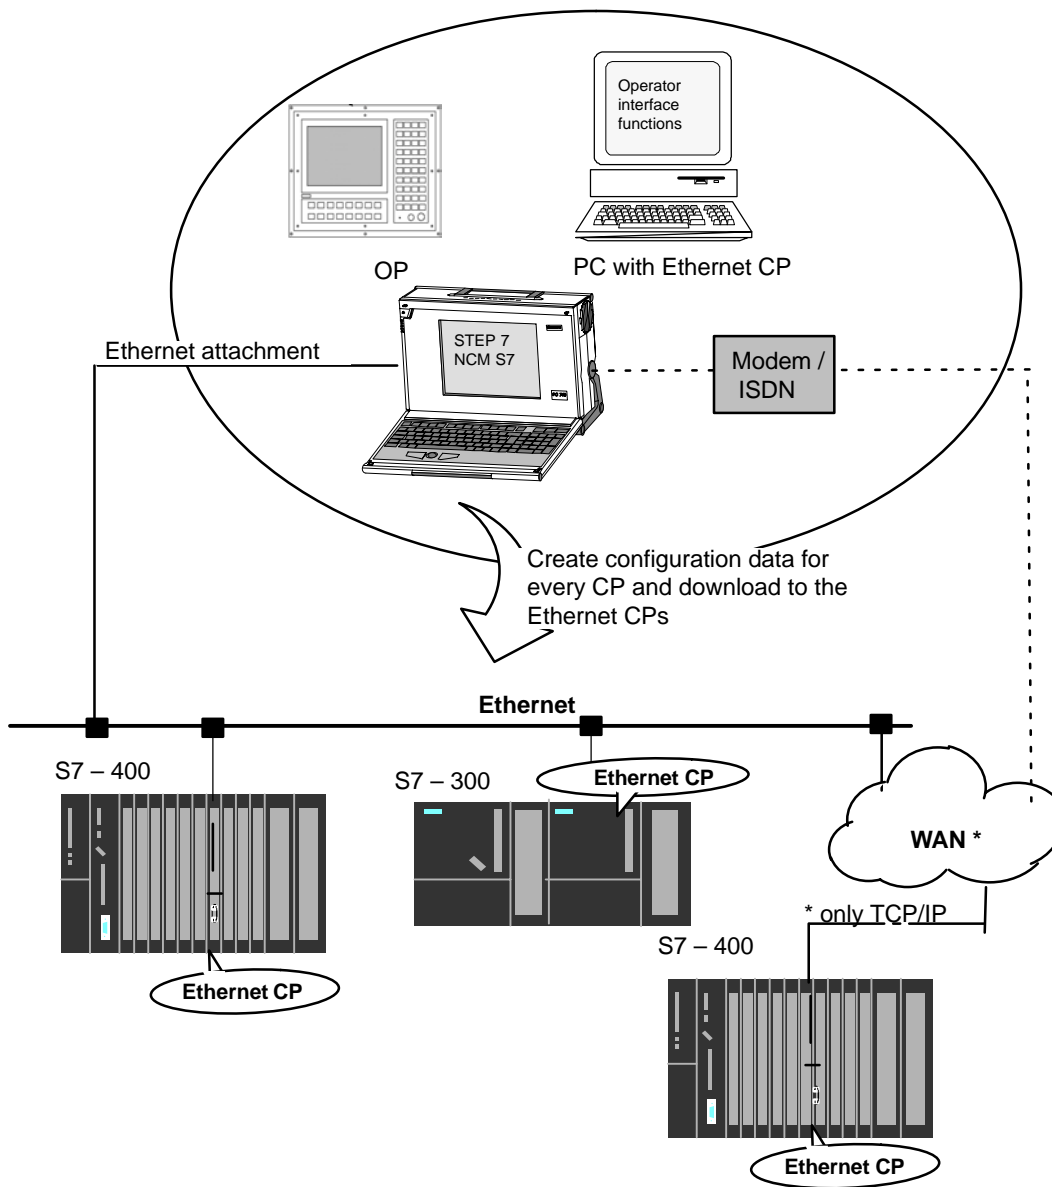 Operator
interface
functions
OP
PC with Ethernet CP
Ethernet attachment
STEP 7
NCM S7
Modem /
ISDN
Create configuration data for
every CP and download to the
Ethernet CPs
Ethernet
S7 – 400
S7 – 300
Ethernet CP
WAN *
* only TCP/IP
S7 – 400
Ethernet CP
Ethernet CP